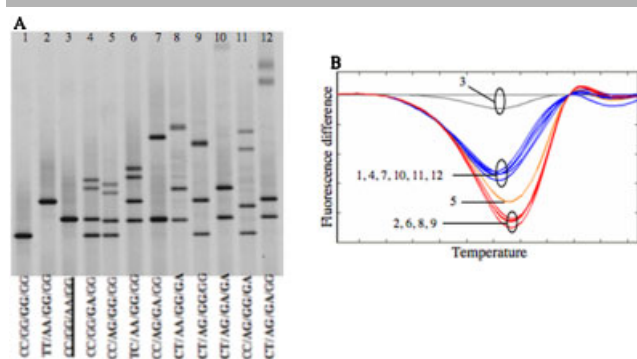 A
1 2 3 4 5 6 7 8 9 10 11 12
CC/GG/GG/GG
TT/AA/GG/GG
CC/GG/AA/GG
CC/GG/GA/GG
CC/AG/GG/GG
TC/AA/GG/GG
CC/AG/GA/GG
CT/AA/GG/GA
CT/AG/GG/GG
CT/AG/GA/GA
CC/AG/GG/GA
CT/AG/GA/GG
B
Fluorescence difference
3
1, 4, 7, 10, 11, 12
5
2, 6, 8, 9
Temperature